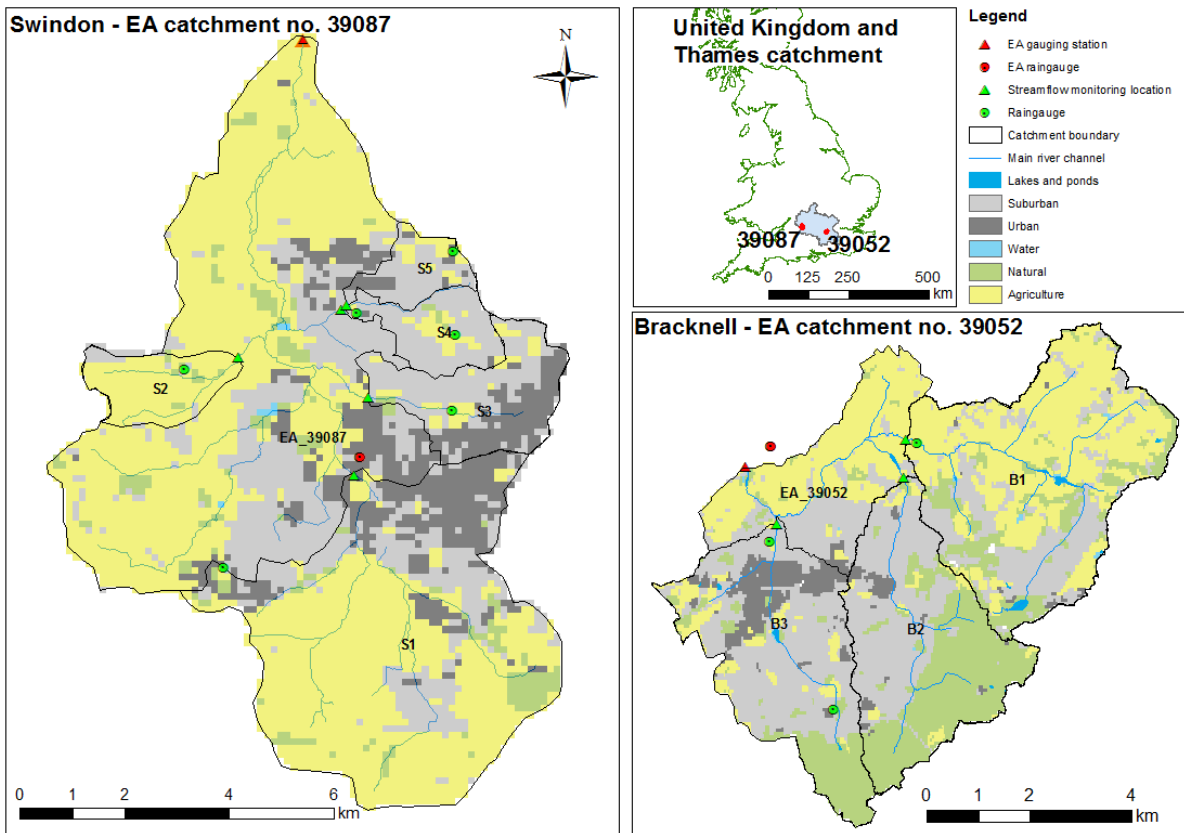 Swindon - EA catchment no. 39087
N
S5
S4
S2
S3
EA_39087
S1
0 1 2 4 6
km
United Kingdom and
Thames catchment
39087
39052
0 125 250 500
km
Legend
EA gauging station
EA raingauge
Streamflow monitoring location
Raingauge
Catchment boundary
Main river channel
Lakes and ponds
Suburban
Urban
Water
Natural
Agriculture
Bracknell - EA catchment no. 39052
B1
EA_39052
B3
B2
0 1 2 4
km